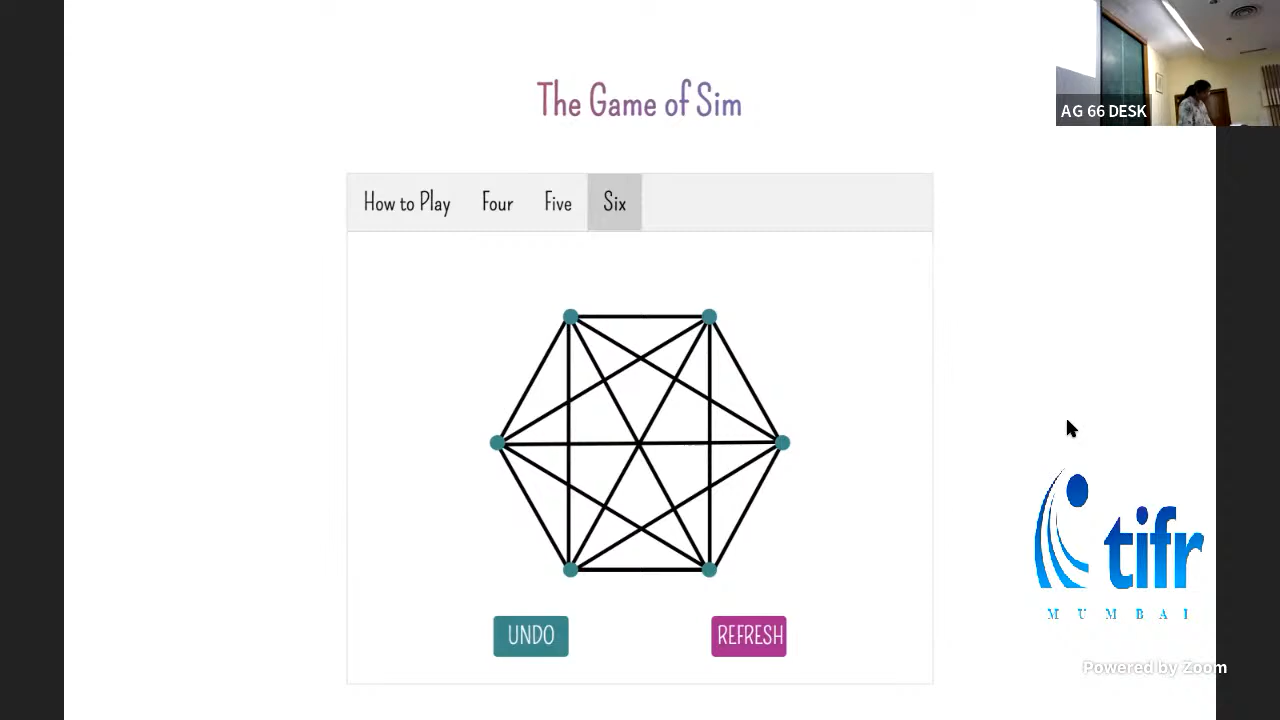 The Game of Sim
AG 66 DESK
How to Play Four Five Six
tifr
MUMBAI
UNDO REFRESH
Powered by Zoom